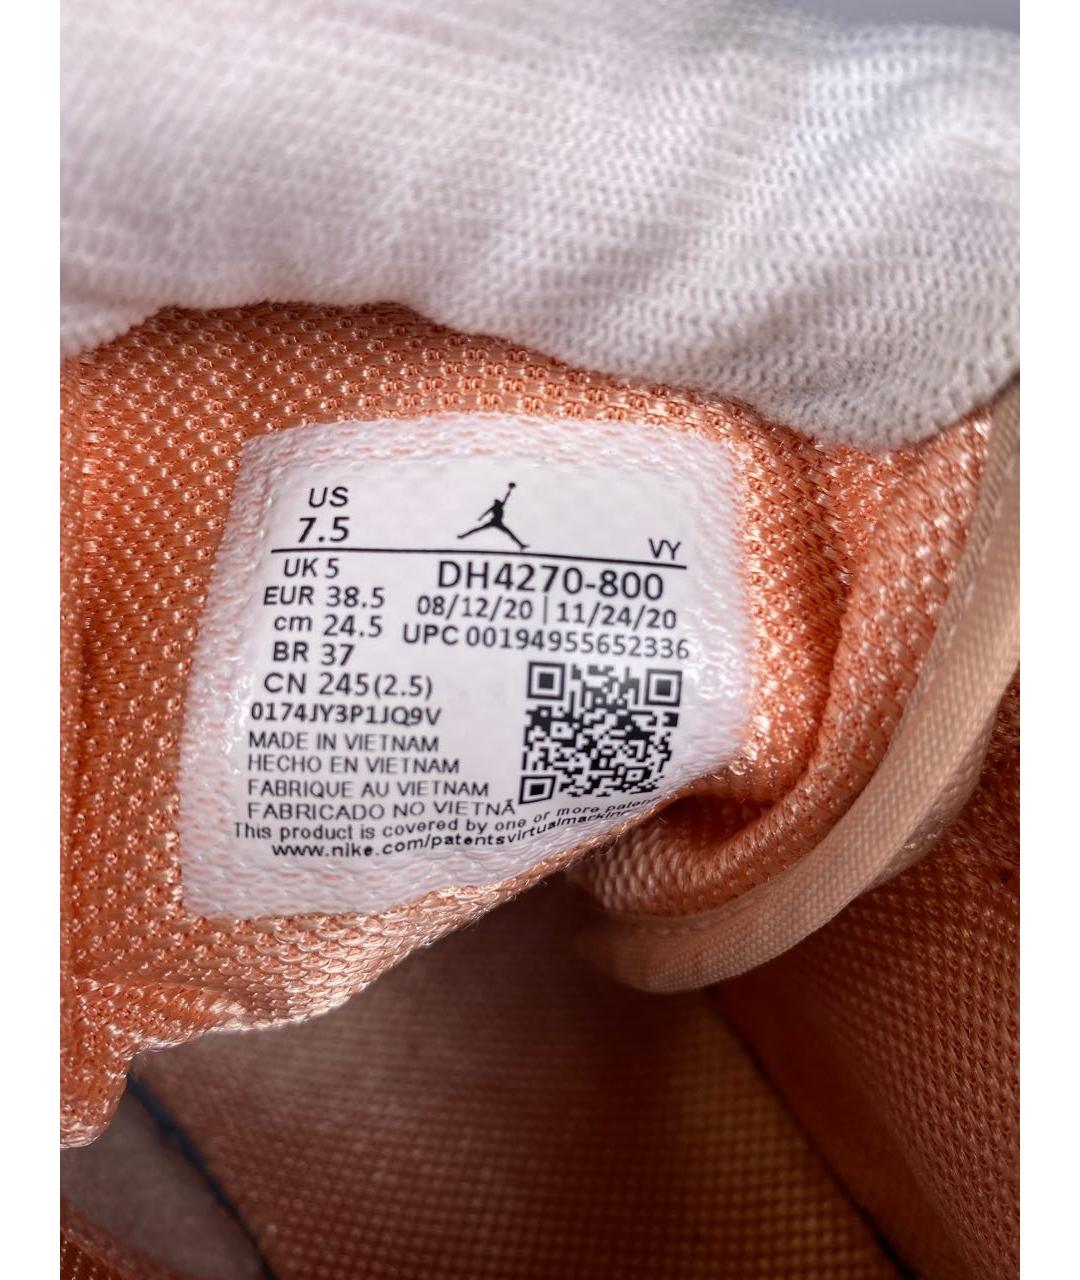 US
7.5
VY
UK 5
EUR 38.5
cm 24.5
BR 37
CN 245(2.5)
0174JY3P1JQ9V
DH4270-800
08/12/20 | 11/24/20
UPC 00194955652336
MADE IN VIETNAM
HECHO EN VIETNAM
FABRIQUE AU VIETNAM
FABRICADO NO VIETNÃ
This product is covered by one or more
www.nike.com/patentsvirtualmarking